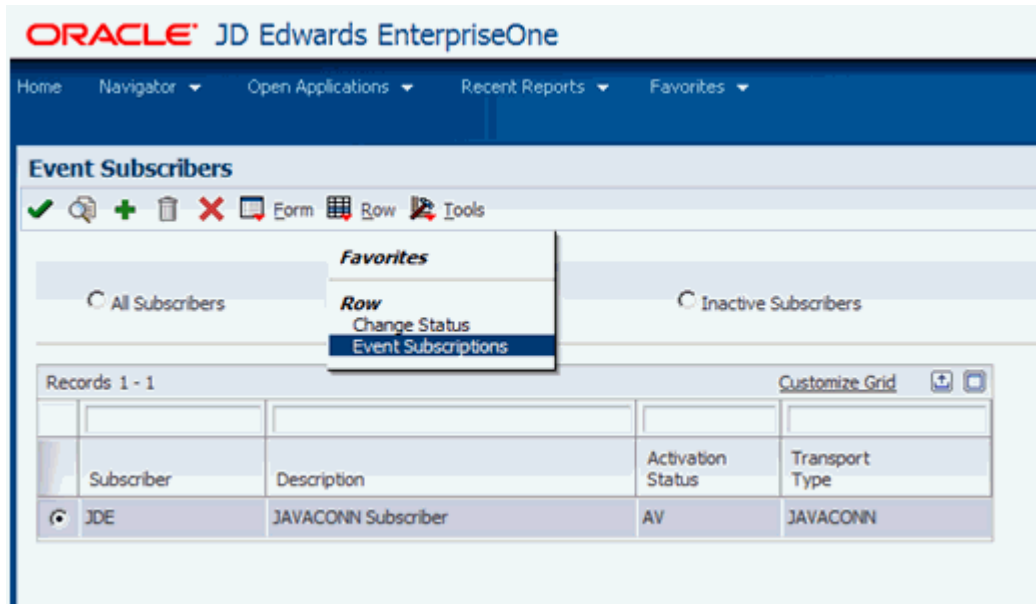 ORACLE JD Edwards EnterpriseOne
Home Navigator Open Applications Recent Reports Favorites
Event Subscribers
Form Row Tools
Favorites
All Subscribers Row Inactive Subscribers
Change Status
Event Subscriptions
Records 1 - 1 Customize Grid
Subscriber Description Activation Status Transport Type
JDE JAVACONN Subscriber AV JAVACONN